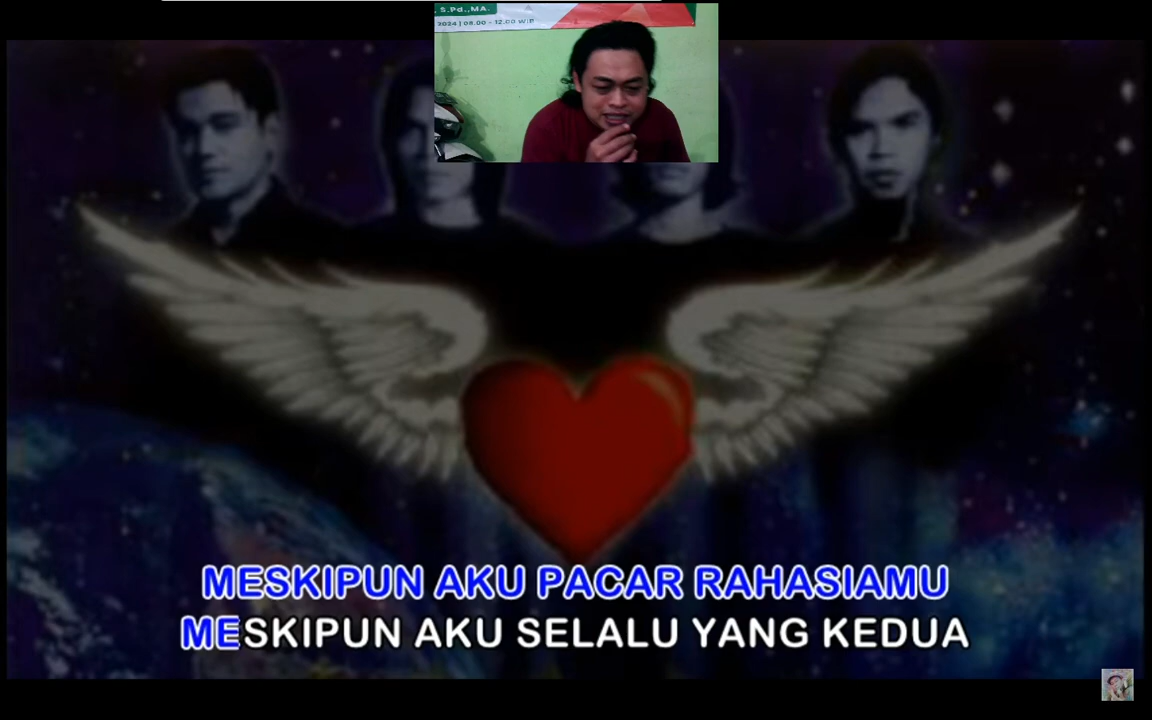 S.Pd.,MA.
2024 | 08.00 - 12.00 WIB
MESKIPUN AKU PACAR RAHASIAMU
MESKIPUN AKU SELALU YANG KEDUA